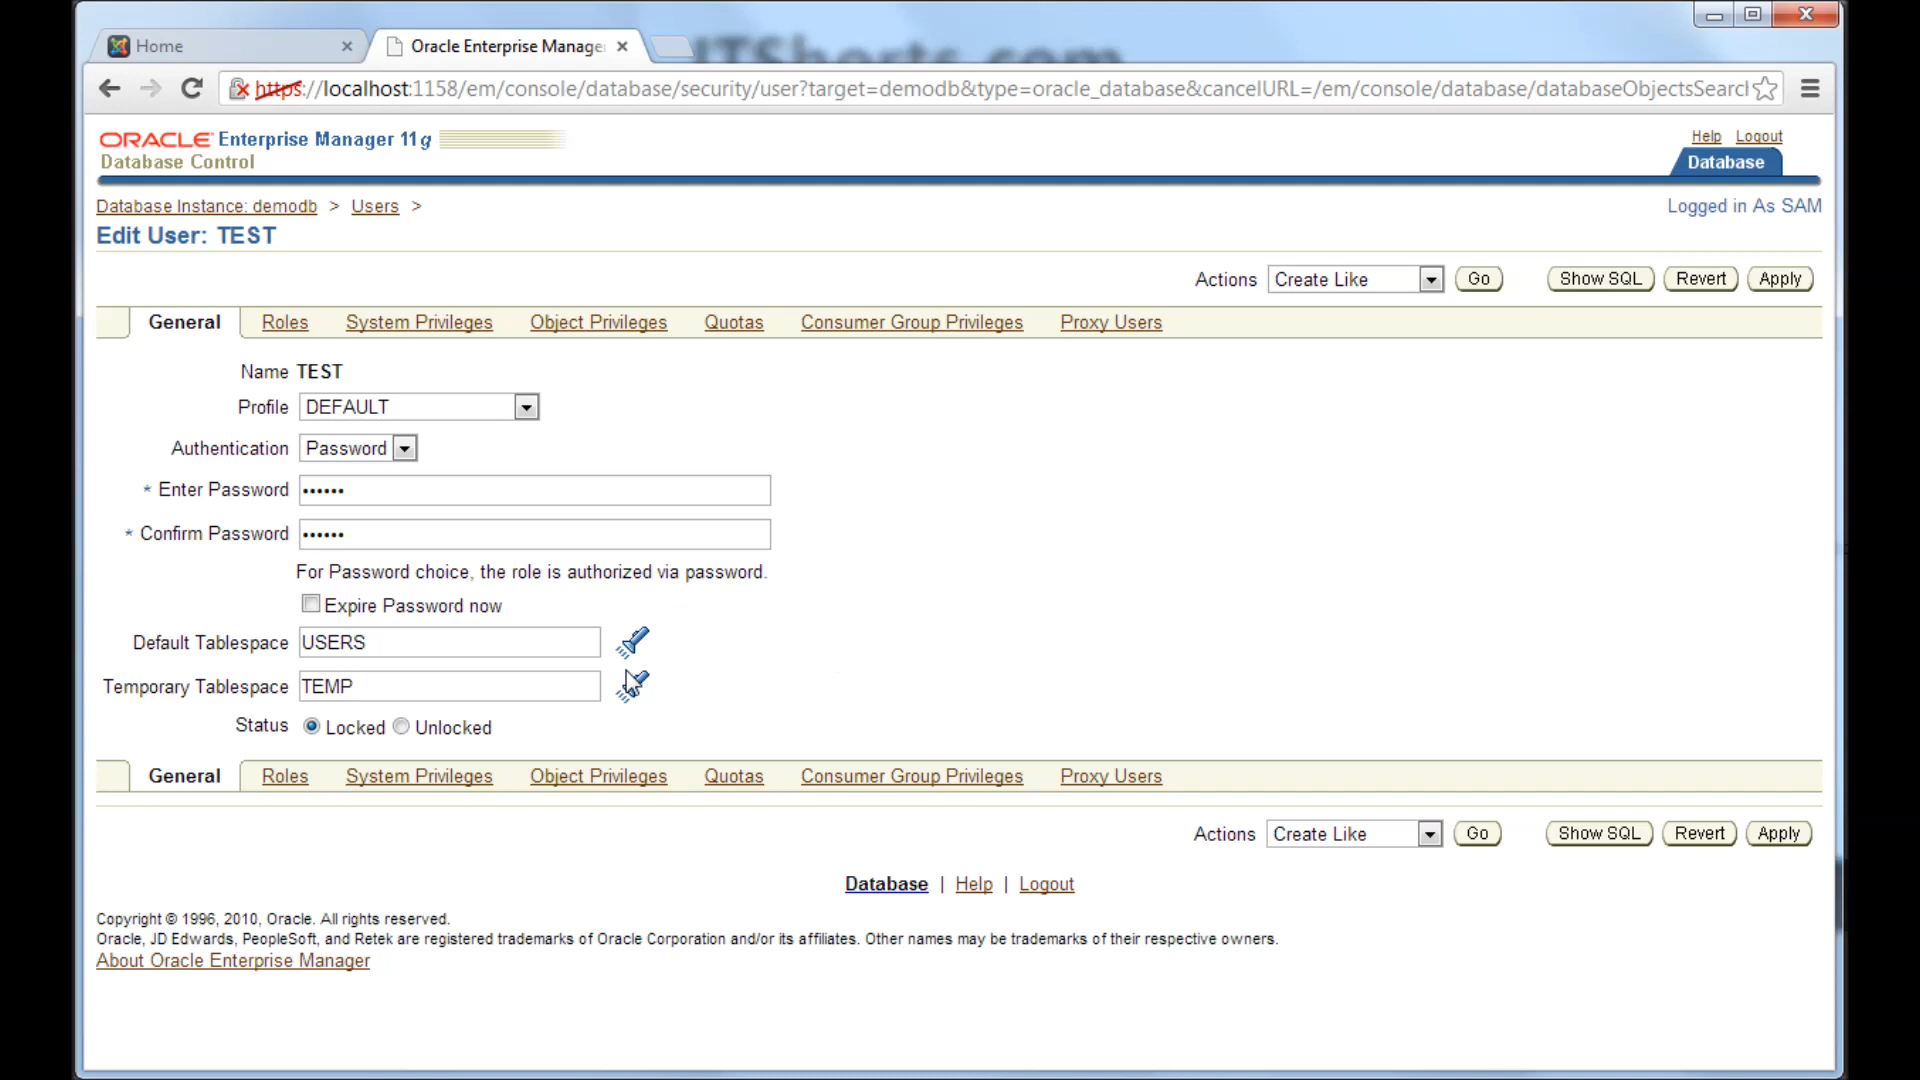 ITShorts.com
Home
Oracle Enterprise Manage
https://localhost:1158/em/console/database/security/user?target=demodb&type=oracle_database&cancelURL=/em/console/database/databaseObjectsSearch
ORACLE Enterprise Manager 11g
Database Control
Help Logout
Database
Database Instance: demodb > Users >
Logged in As SAM
Edit User: TEST
Actions Create Like Go Show SQL Revert Apply
General Roles System Privileges Object Privileges Quotas Consumer Group Privileges Proxy Users
Name TEST
Profile DEFAULT
Authentication Password
* Enter Password ••••••
* Confirm Password ••••••
For Password choice, the role is authorized via password.
Expire Password now
Default Tablespace USERS
Temporary Tablespace TEMP
Status Locked Unlocked
General Roles System Privileges Object Privileges Quotas Consumer Group Privileges Proxy Users
Actions Create Like Go Show SQL Revert Apply
Database | Help | Logout
Copyright © 1996, 2010, Oracle. All rights reserved.
Oracle, JD Edwards, PeopleSoft, and Retek are registered trademarks of Oracle Corporation and/or its affiliates. Other names may be trademarks of their respective owners.
About Oracle Enterprise Manager